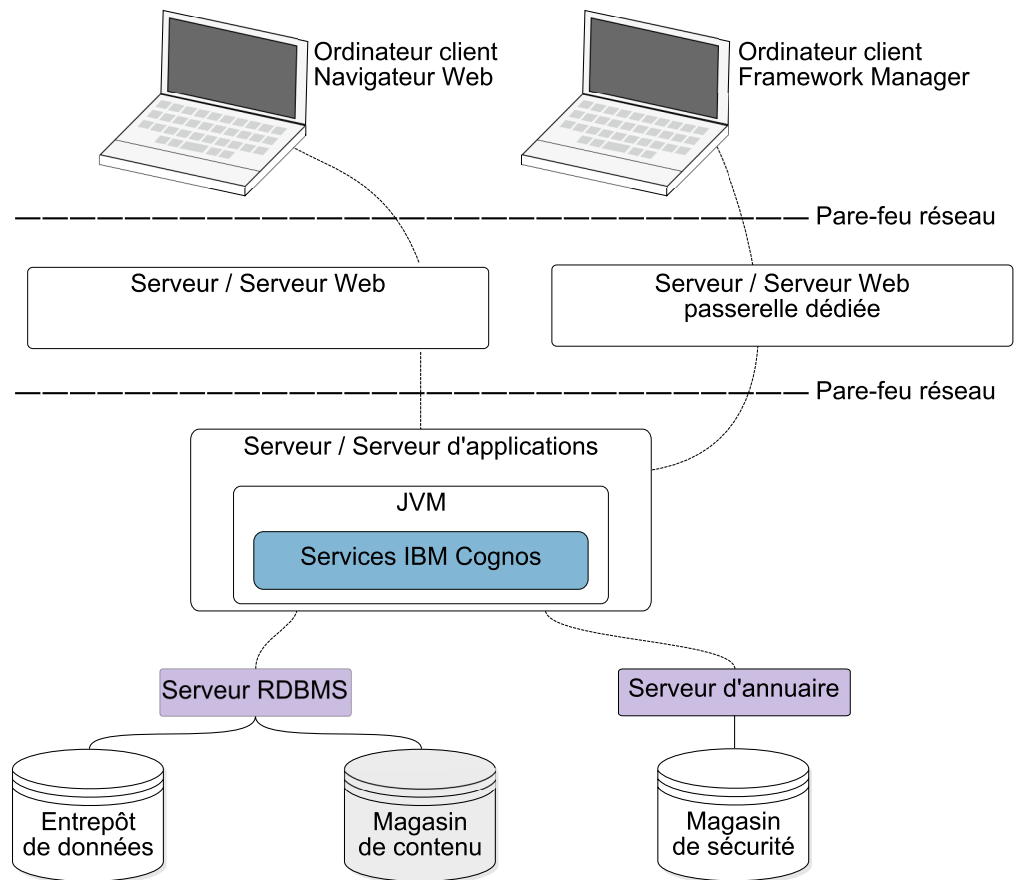 Ordinateur client
Navigateur Web
Ordinateur client
Framework Manager
Pare-feu réseau
Serveur / Serveur Web
Serveur / Serveur Web
passerelle dédiée
Pare-feu réseau
Serveur / Serveur d'applications
JVM
Services IBM Cognos
Serveur RDBMS
Serveur d'annuaire
Entrepôt
de données
Magasin
de contenu
Magasin
de sécurité